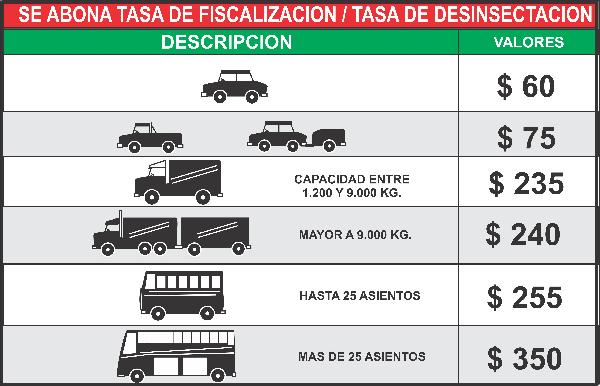 SE ABONA TASA DE FISCALIZACION / TASA DE DESINSECTACION
DESCRIPCION VALORES
$ 60
$ 75
CAPACIDAD ENTRE
1.200 Y 9.000 KG.
$ 235
MAYOR A 9.000 KG. $ 240
HASTA 25 ASIENTOS $ 255
MAS DE 25 ASIENTOS $ 350